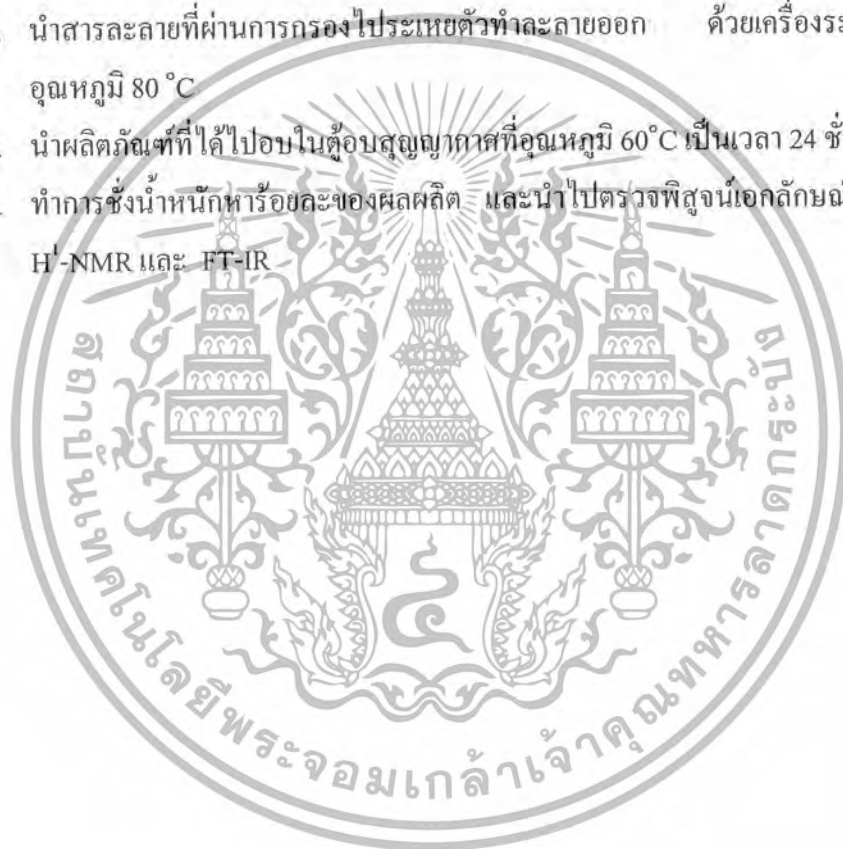 นำสารละลายที่ผ่านการกรองไประเหยตัวทำละลายออก ด้วยเครื่องระ
อุณหภูมิ 80 °C
นำผลิตภัณฑ์ที่ได้ไปอบในตู้อบสุญญากาศที่อุณหภูมิ 60°C เป็นเวลา 24 ชั่
ทำการชั่งน้ำหนักหาร้อยละของผลผลิต และนำไปตรวจพิสูจน์เอกลักษณ์
H¹-NMR และ FT-IR
สถาบันเทคโนโลยีพระจอมเกล้าเจ้าคุณทหารลาดกระบัง